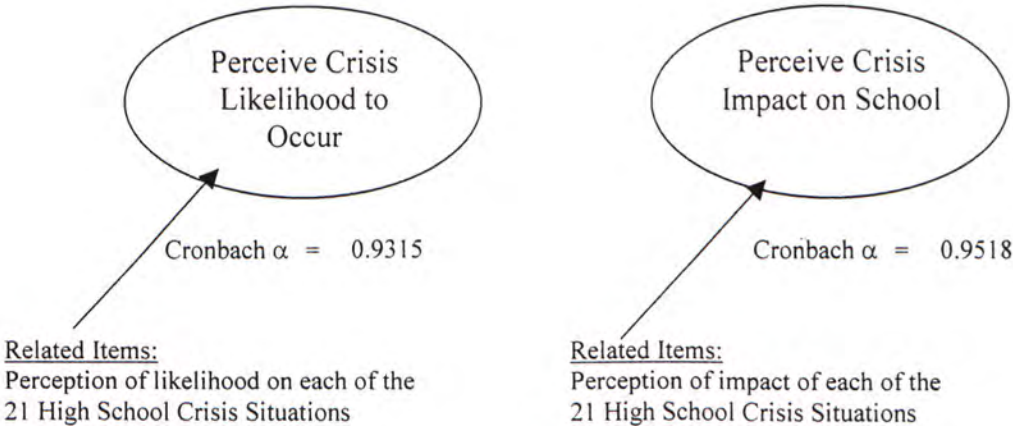 Perceive Crisis
Likelihood to
Occur
Cronbach α = 0.9315
Related Items:
Perception of likelihood on each of the
21 High School Crisis Situations
Perceive Crisis
Impact on School
Cronbach α = 0.9518
Related Items:
Perception of impact of each of the
21 High School Crisis Situations